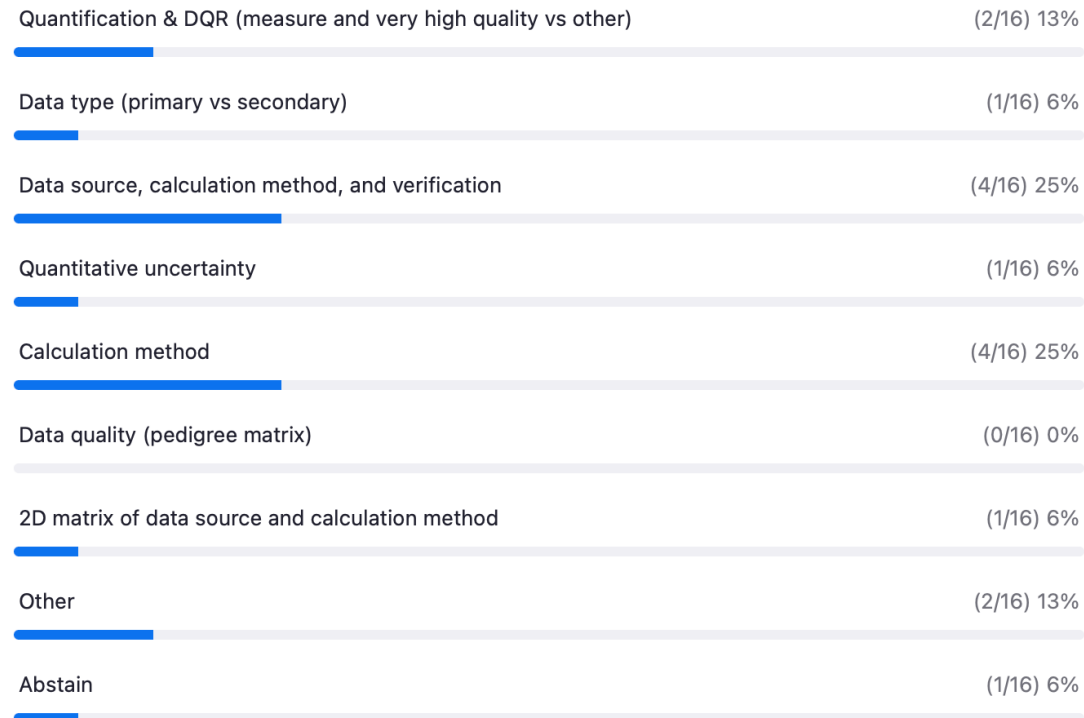 Quantification & DQR (measure and very high quality vs other) (2/16) 13%
Data type (primary vs secondary) (1/16) 6%
Data source, calculation method, and verification (4/16) 25%
Quantitative uncertainty (1/16) 6%
Calculation method (4/16) 25%
Data quality (pedigree matrix) (0/16) 0%
2D matrix of data source and calculation method (1/16) 6%
Other (2/16) 13%
Abstain (1/16) 6%